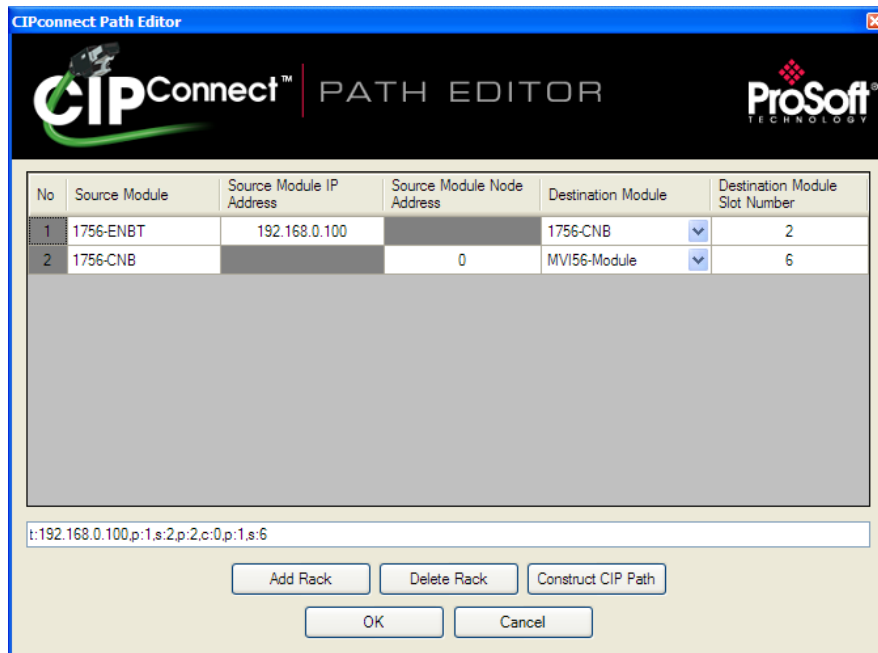 CIPconnect Path Editor
CIPConnect™ PATH EDITOR ProSoft®
TECHNOLOGY
No Source Module Source Module IP Address Source Module Node Address Destination Module Destination Module Slot Number
1 1756-ENBT 192.168.0.100 1756-CNB 2
2 1756-CNB 0 MVI56-Module 6
t:192.168.0.100,p:1,s:2,p:2,c:0,p:1,s:6
Add Rack Delete Rack Construct CIP Path
OK Cancel